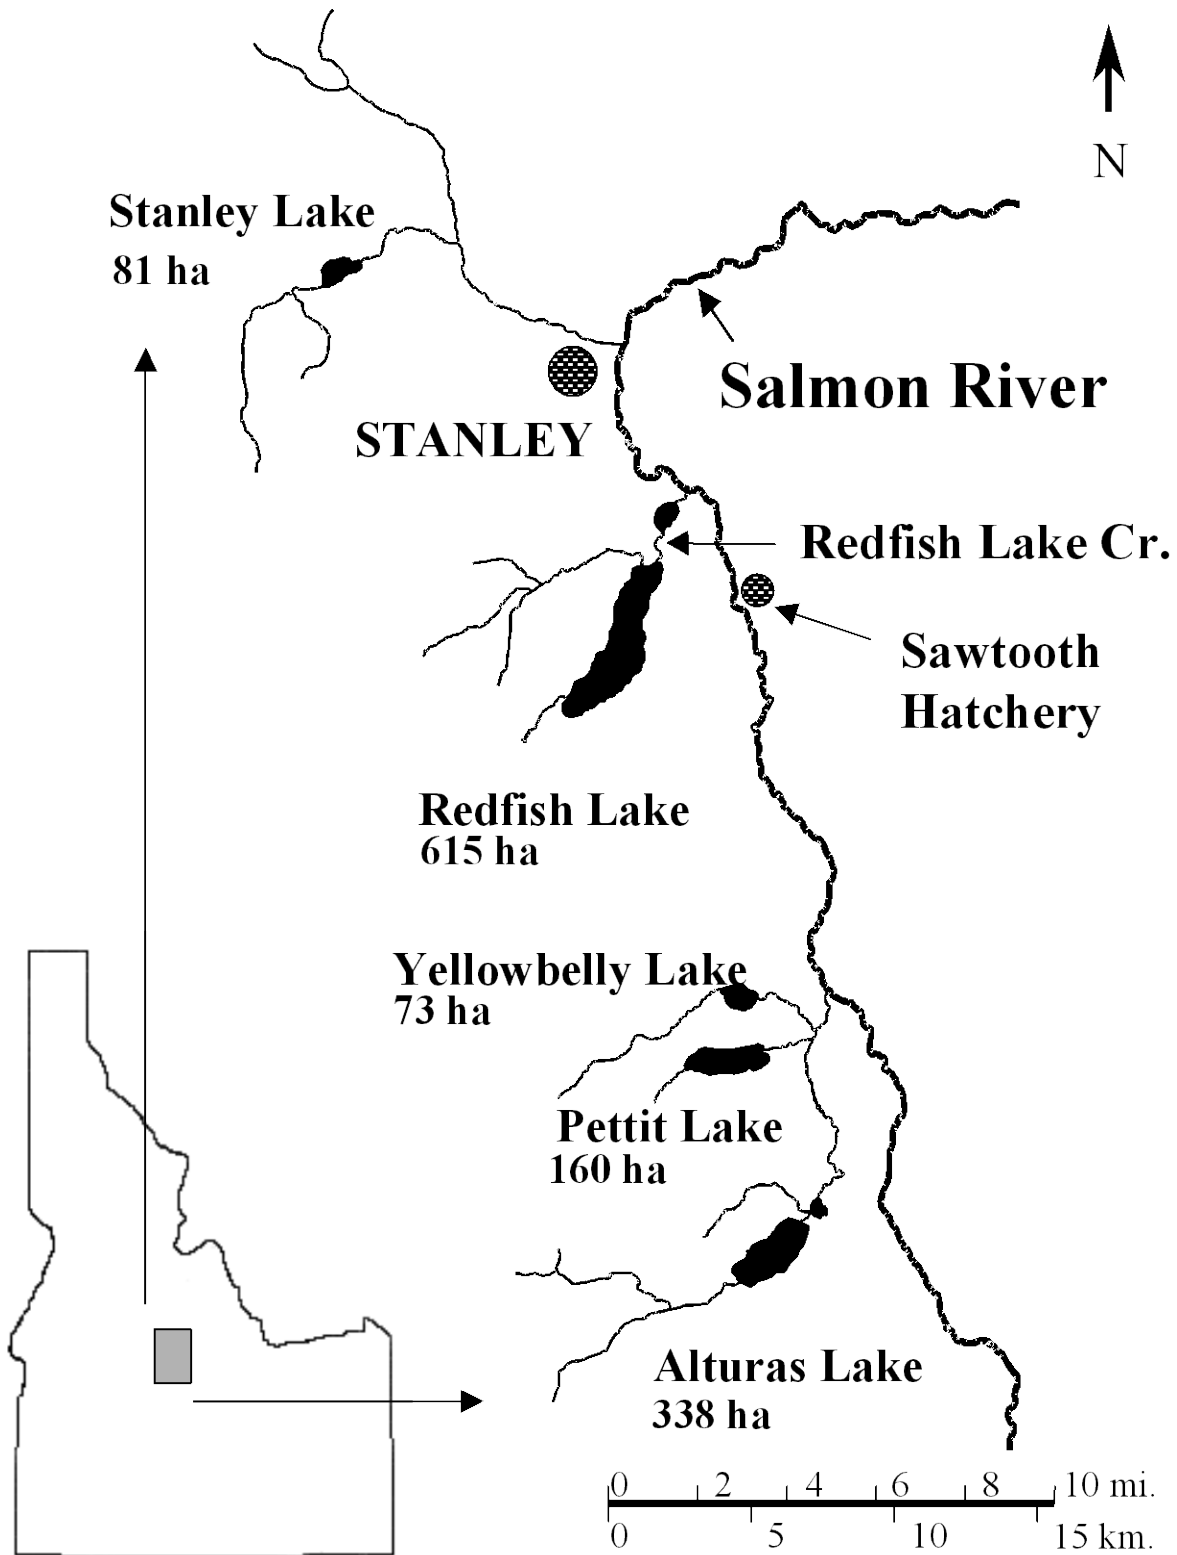 N
Stanley Lake
81 ha
Salmon River
STANLEY
Redfish Lake Cr.
Sawtooth
Hatchery
Redfish Lake
615 ha
Yellowbelly Lake
73 ha
Pettit Lake
160 ha
Alturas Lake
338 ha
0 2 4 6 8 10 mi.
0 5 10 15 km.